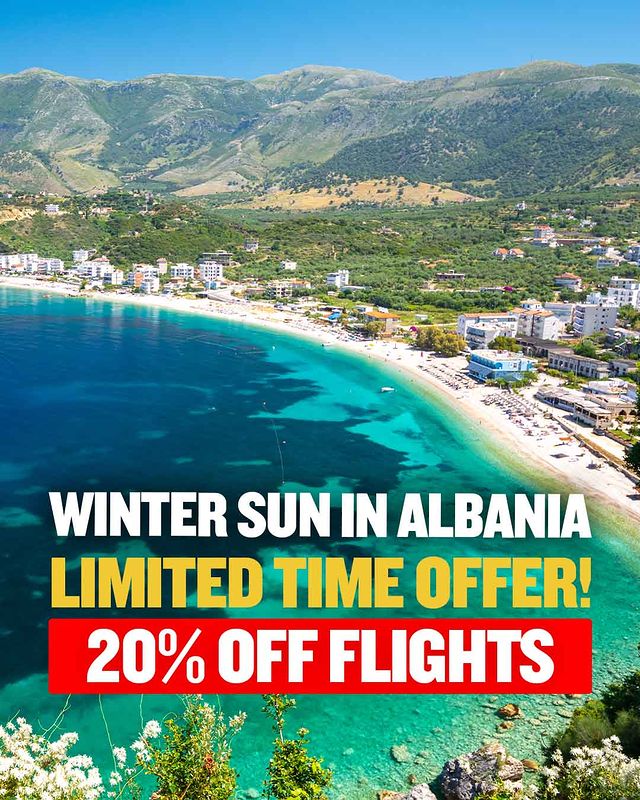 WINTER SUN IN ALBANIA
LIMITED TIME OFFER!
20% OFF FLIGHTS